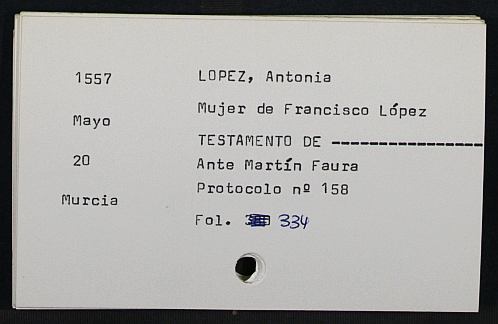 1557
Mayo
20
Murcia
LOPEZ, Antonia
Mujer de Francisco López
TESTAMENTO DE --------------------
Ante Martín Faura
Protocolo nº 158
Fol. 334